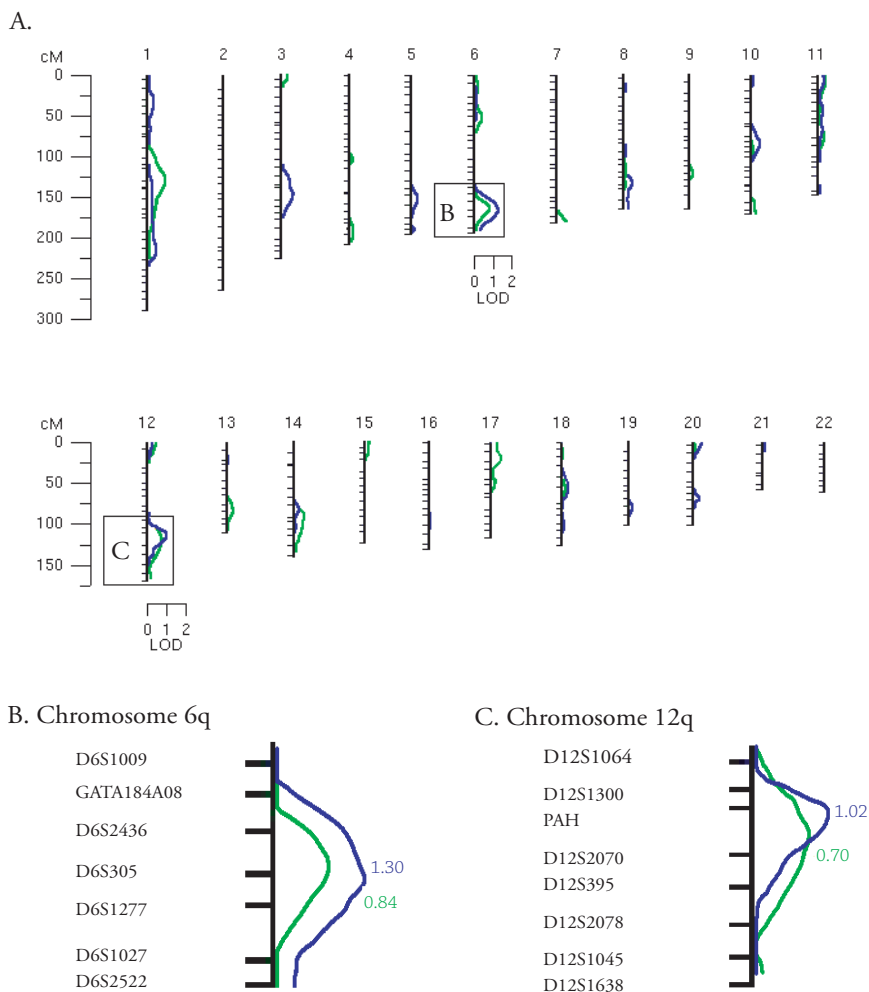 A.
cM 1 2 3 4 5 6 7 8 9 10 11
0
50
100
150
200
250
300
B
0 1 2
LOD
cM 12 13 14 15 16 17 18 19 20 21 22
0
50
100
150
C
0 1 2
LOD
B. Chromosome 6q
D6S1009
GATA184A08
D6S2436
D6S305
D6S1277
D6S1027
D6S2522
1.30
0.84
C. Chromosome 12q
D12S1064
D12S1300
PAH
D12S2070
D12S395
D12S2078
D12S1045
D12S1638
1.02
0.70